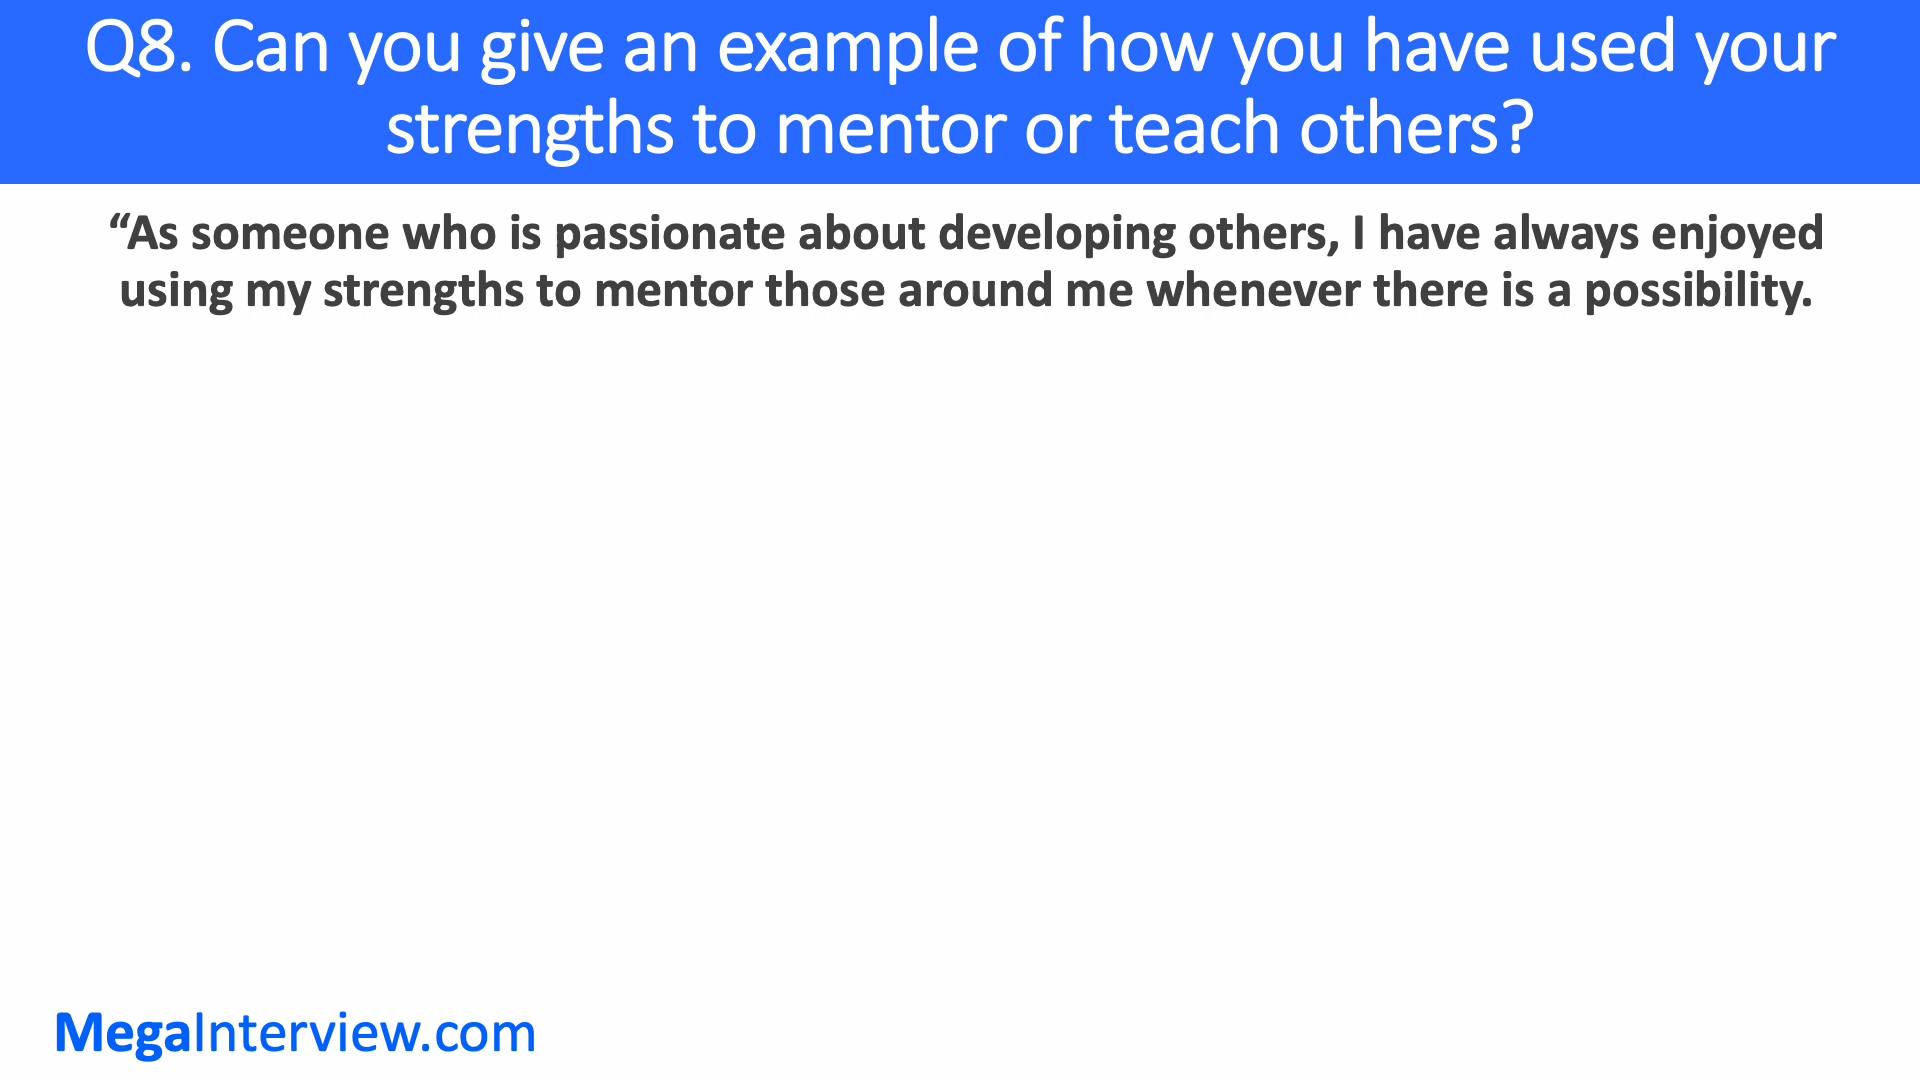 Q8. Can you give an example of how you have used your
strengths to mentor or teach others?
“As someone who is passionate about developing others, I have always enjoyed
using my strengths to mentor those around me whenever there is a possibility.
MegaInterview.com